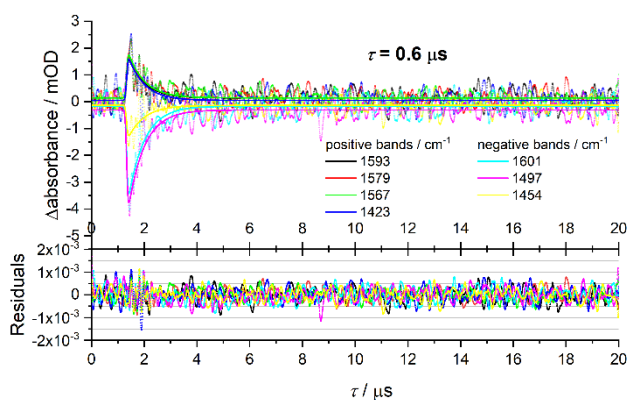 Δabsorbance / mOD
3
2
1
0
-1
-2
-3
-4
-5
τ = 0.6 μs
positive bands / cm⁻¹
1593
1579
1567
1423
negative bands / cm⁻¹
1601
1497
1454
0 2 4 6 8 10 12 14 16 18 20
Residuals
2x10⁻³
1x10⁻³
0
-1x10⁻³
-2x10⁻³
0 2 4 6 8 10 12 14 16 18 20
τ / μs